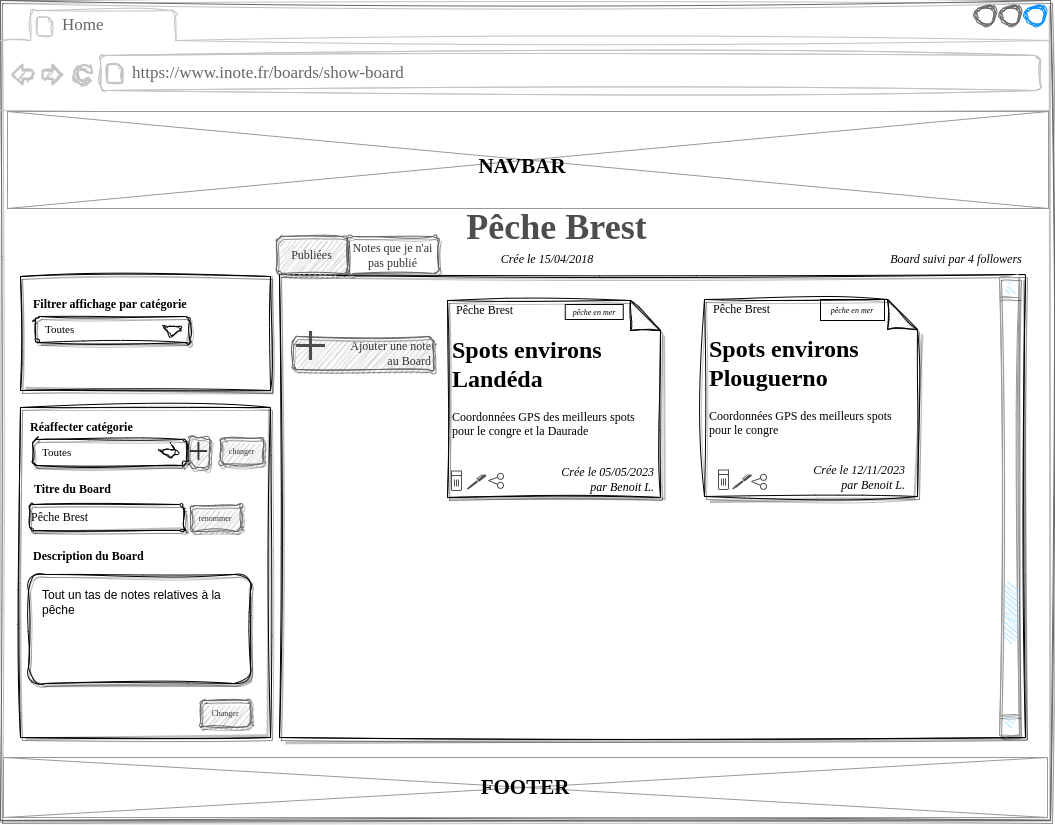 Home
https://www.inote.fr/boards/show-board
NAVBAR
Pêche Brest
Crée le 15/04/2018
Board suivi par 4 followers
Publiées
Notes que je n'ai
pas publié
Filtrer affichage par catégorie
Toutes
Réaffecter catégorie
Toutes
changer
Titre du Board
Pêche Brest
renommer
Description du Board
Tout un tas de notes relatives à la
pêche
Changer
Ajouter une note
au Board
Pêche Brest
pêche en mer
Spots environs
Landéda
Coordonnées GPS des meilleurs spots
pour le congre et la Daurade
Crée le 05/05/2023
par Benoit L.
Pêche Brest
pêche en mer
Spots environs
Plouguerno
Coordonnées GPS des meilleurs spots
pour le congre
Crée le 12/11/2023
par Benoit L.
FOOTER